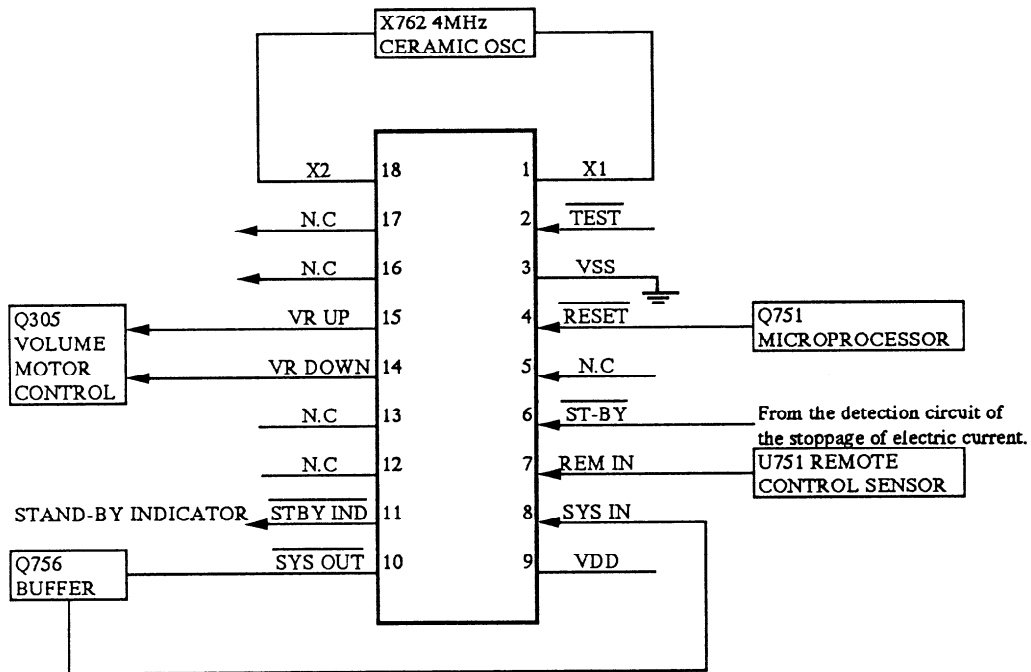 X762 4MHz
CERAMIC OSC
X2 18 1 X1
N.C 17 2 TEST
N.C 16 3 VSS
Q305
VOLUME
MOTOR
CONTROL
VR UP 15 4 RESET
Q751
MICROPROCESSOR
VR DOWN 14 5 N.C
N.C 13 6 ST-BY
From the detection circuit of
the stoppage of electric current.
N.C 12 7 REM IN
U751 REMOTE
CONTROL SENSOR
STAND-BY INDICATOR STBY IND 11 8 SYS IN
Q756
BUFFER
SYS OUT 10 9 VDD